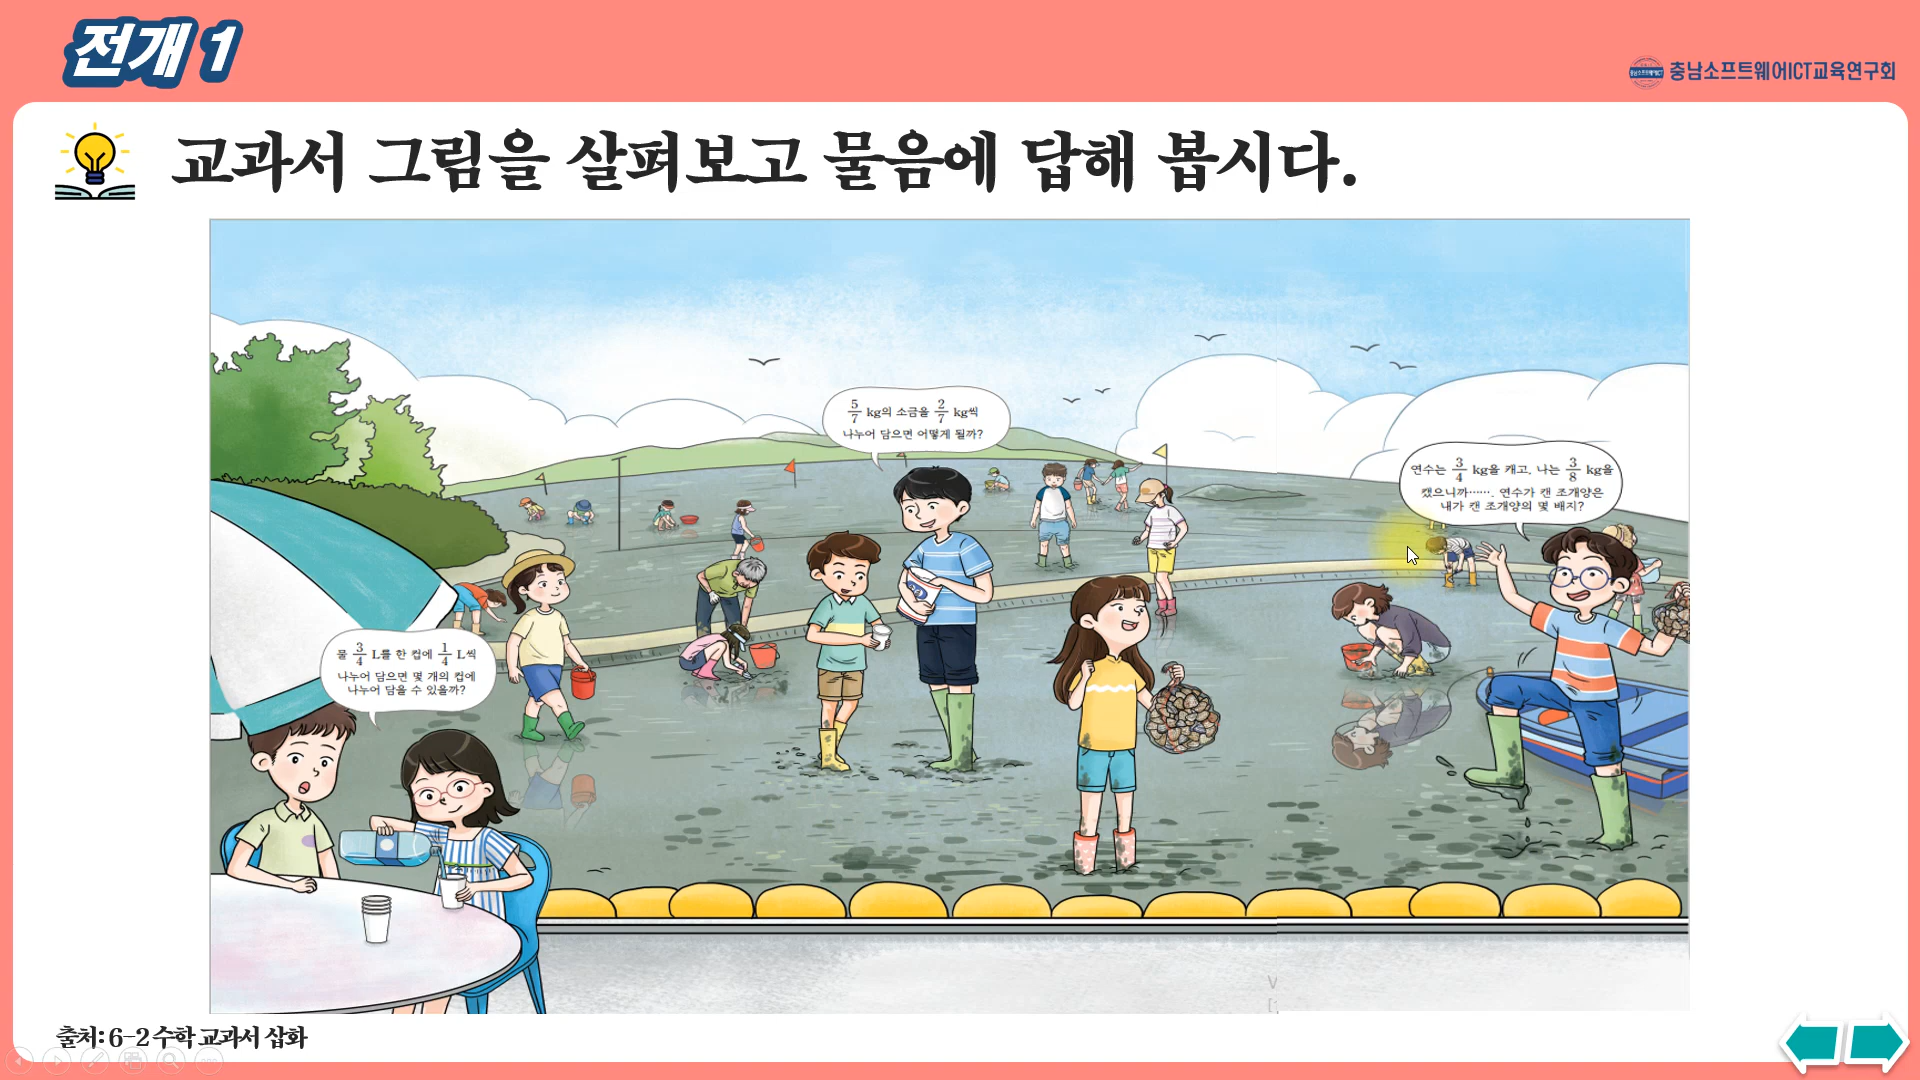 전개 1
충남소프트웨어ICT교육연구회
교과서 그림을 살펴보고 물음에 답해 봅시다.
5/7 kg의 소금을 2/7 kg씩
나누어 담으면 어떻게 될까?
연수는 3/4 kg을 캐고, 나는 3/8 kg을
캤으니까……. 연수가 캔 조개양은
내가 캔 조개양의 몇 배지?
물 3/4 L를 한 컵에 1/4 L씩
나누어 담으면 몇 개의 컵에
나누어 담을 수 있을까?
출처: 6-2 수학 교과서 삽화